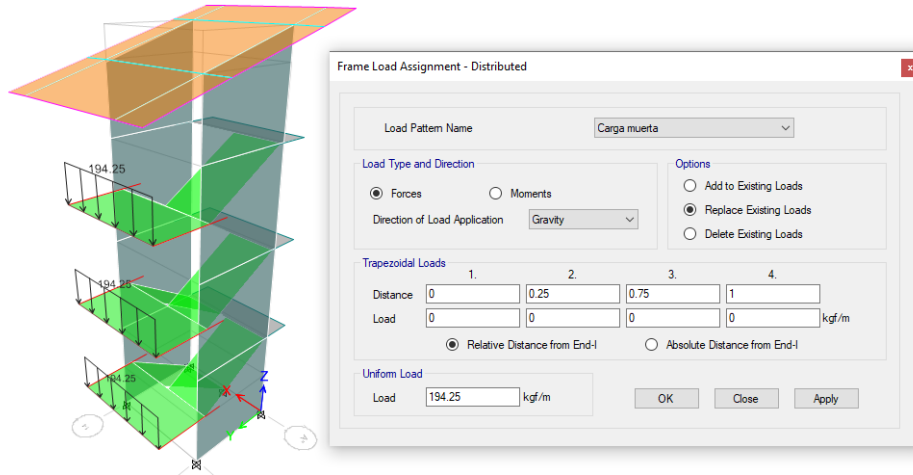 194.25
194.25
194.25
X
Z
Frame Load Assignment - Distributed
x
Load Pattern Name
Carga muerta
Load Type and Direction
Forces
Moments
Direction of Load Application
Gravity
Options
Add to Existing Loads
Replace Existing Loads
Delete Existing Loads
Trapezoidal Loads
1. 2. 3. 4.
Distance 0 0.25 0.75 1
Load 0 0 0 0 kgf/m
Relative Distance from End-I
Absolute Distance from End-I
Uniform Load
Load 194.25 kgf/m
OK Close Apply